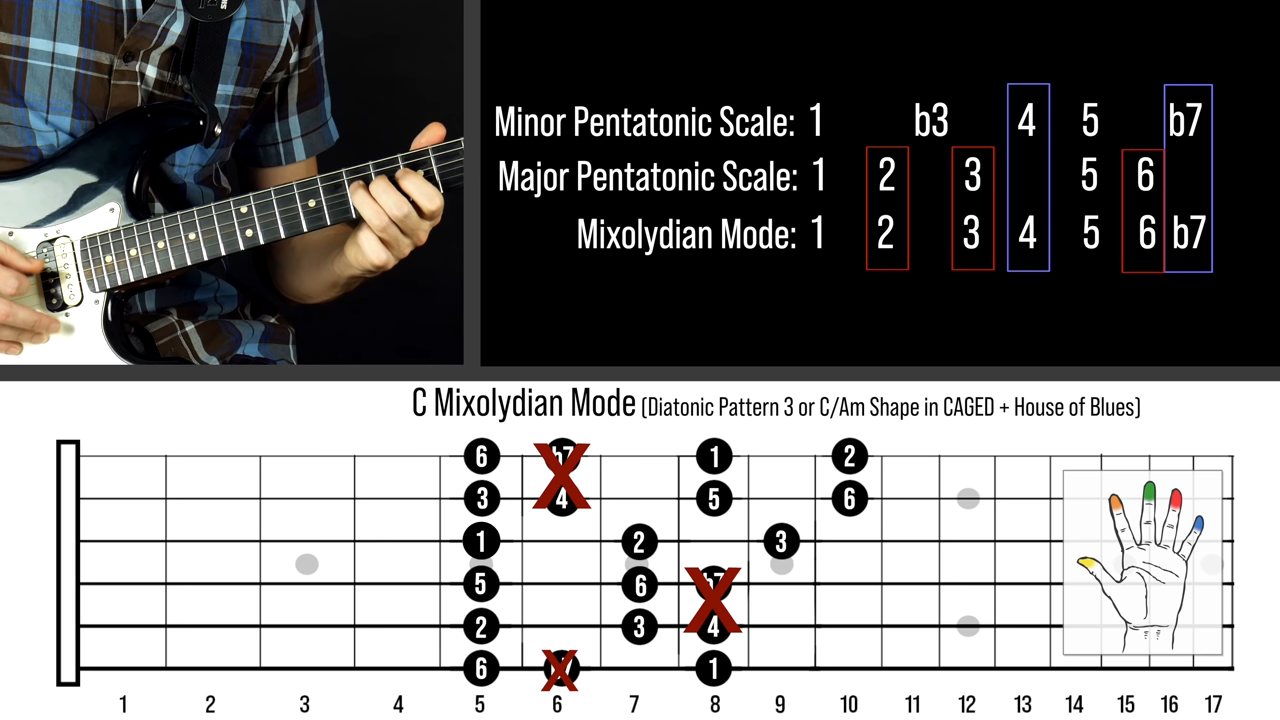 Minor Pentatonic Scale: 1 b3 4 5 b7
Major Pentatonic Scale: 1 2 3 5 6
Mixolydian Mode: 1 2 3 4 5 6 b7
C Mixolydian Mode (Diatonic Pattern 3 or C/Am Shape in CAGED + House of Blues)
6 b7 1 2
3 4 5 6
1 2 3
5 6 b7
2 3 4
6 1
1 2 3 4 5 6 7 8 9 10 11 12 13 14 15 16 17